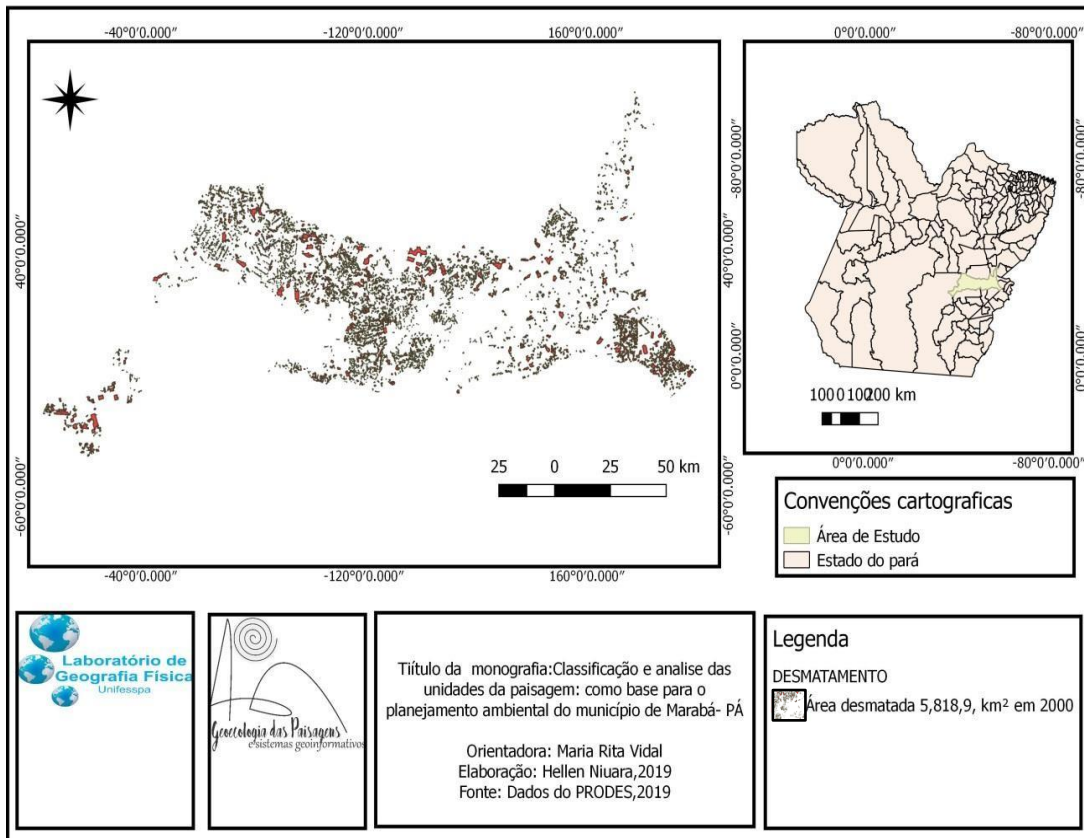 -40°0'0.000"
-120°0'0.000"
160°0'0.000"
0°0'0.000"
-80°0'0.000"
40°0'0.000"
-60°0'0.000"
-80°0'0.000"
40°0'0.000"
0°0'0.000"
-60°0'0.000"
-80°0'0.000"
0°0'0.000"
25 0 25 50 km
100 0 100 200 km
-40°0'0.000"
-120°0'0.000"
160°0'0.000"
0°0'0.000"
-80°0'0.000"
Convenções cartograficas
Área de Estudo
Estado do pará
Laboratório de
Geografia Física
Unifesspa
Geoecologia das Paisagens
e sistemas geoinformativos
Tiítulo da monografia:Classificação e analise das
unidades da paisagem: como base para o
planejamento ambiental do município de Marabá- PÁ
Orientadora: Maria Rita Vidal
Elaboração: Hellen Niuara,2019
Fonte: Dados do PRODES,2019
Legenda
DESMATAMENTO
Área desmatada 5,818,9, km² em 2000